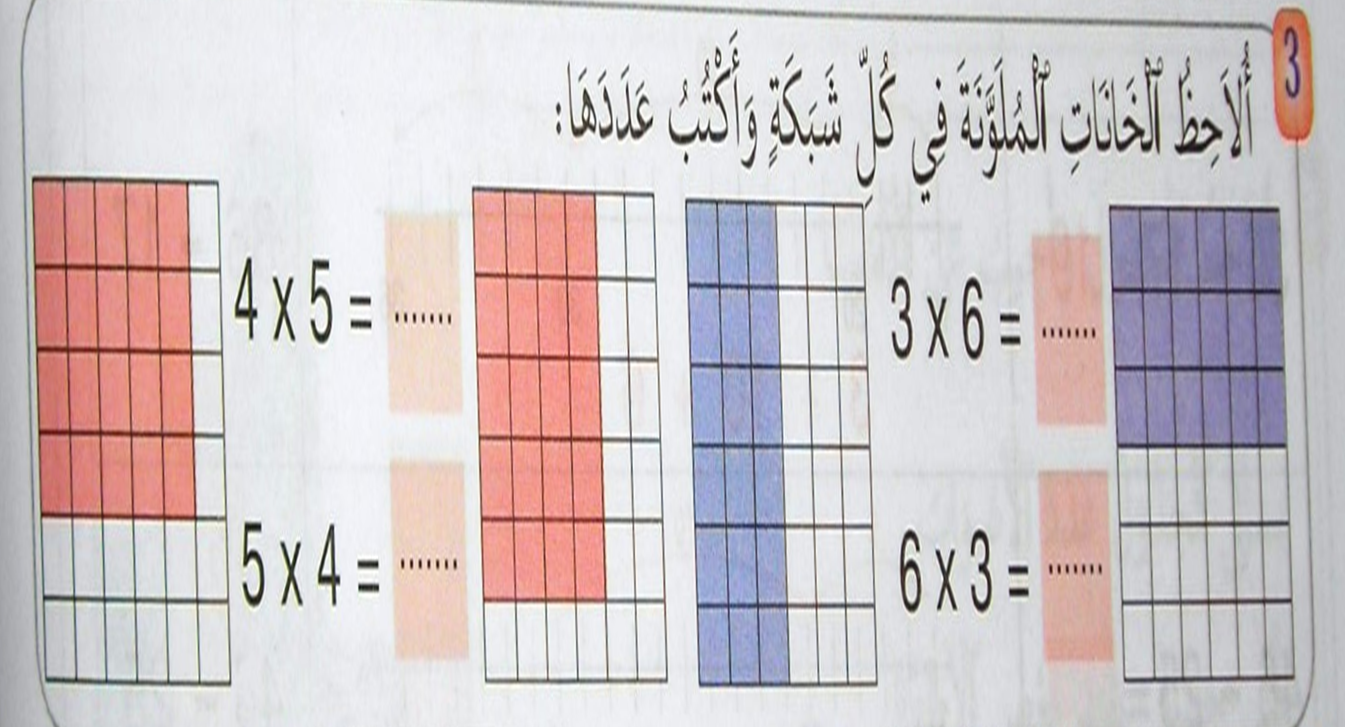 3
أُلَاحِظُ ٱلْخَانَاتِ ٱلْمُلَوَّنَةَ فِي كُلِّ شَبَكَةٍ وَأَكْتُبُ عَدَدَهَا:
4 x 5 = .......
3 x 6 = .......
5 x 4 = .......
6 x 3 = .......